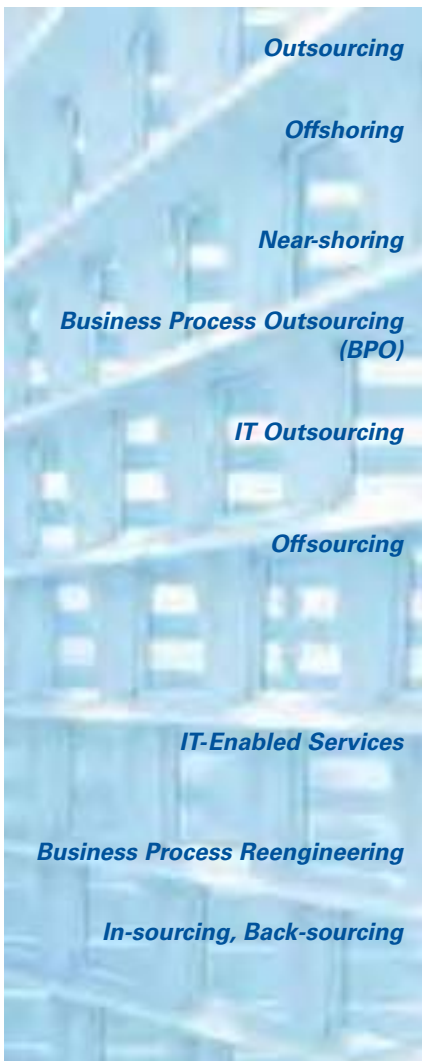 Outsourcing
Offshoring
Near-shoring
Business Process Outsourcing
(BPO)
IT Outsourcing
Offsourcing
IT-Enabled Services
Business Process Reengineering
In-sourcing, Back-sourcing